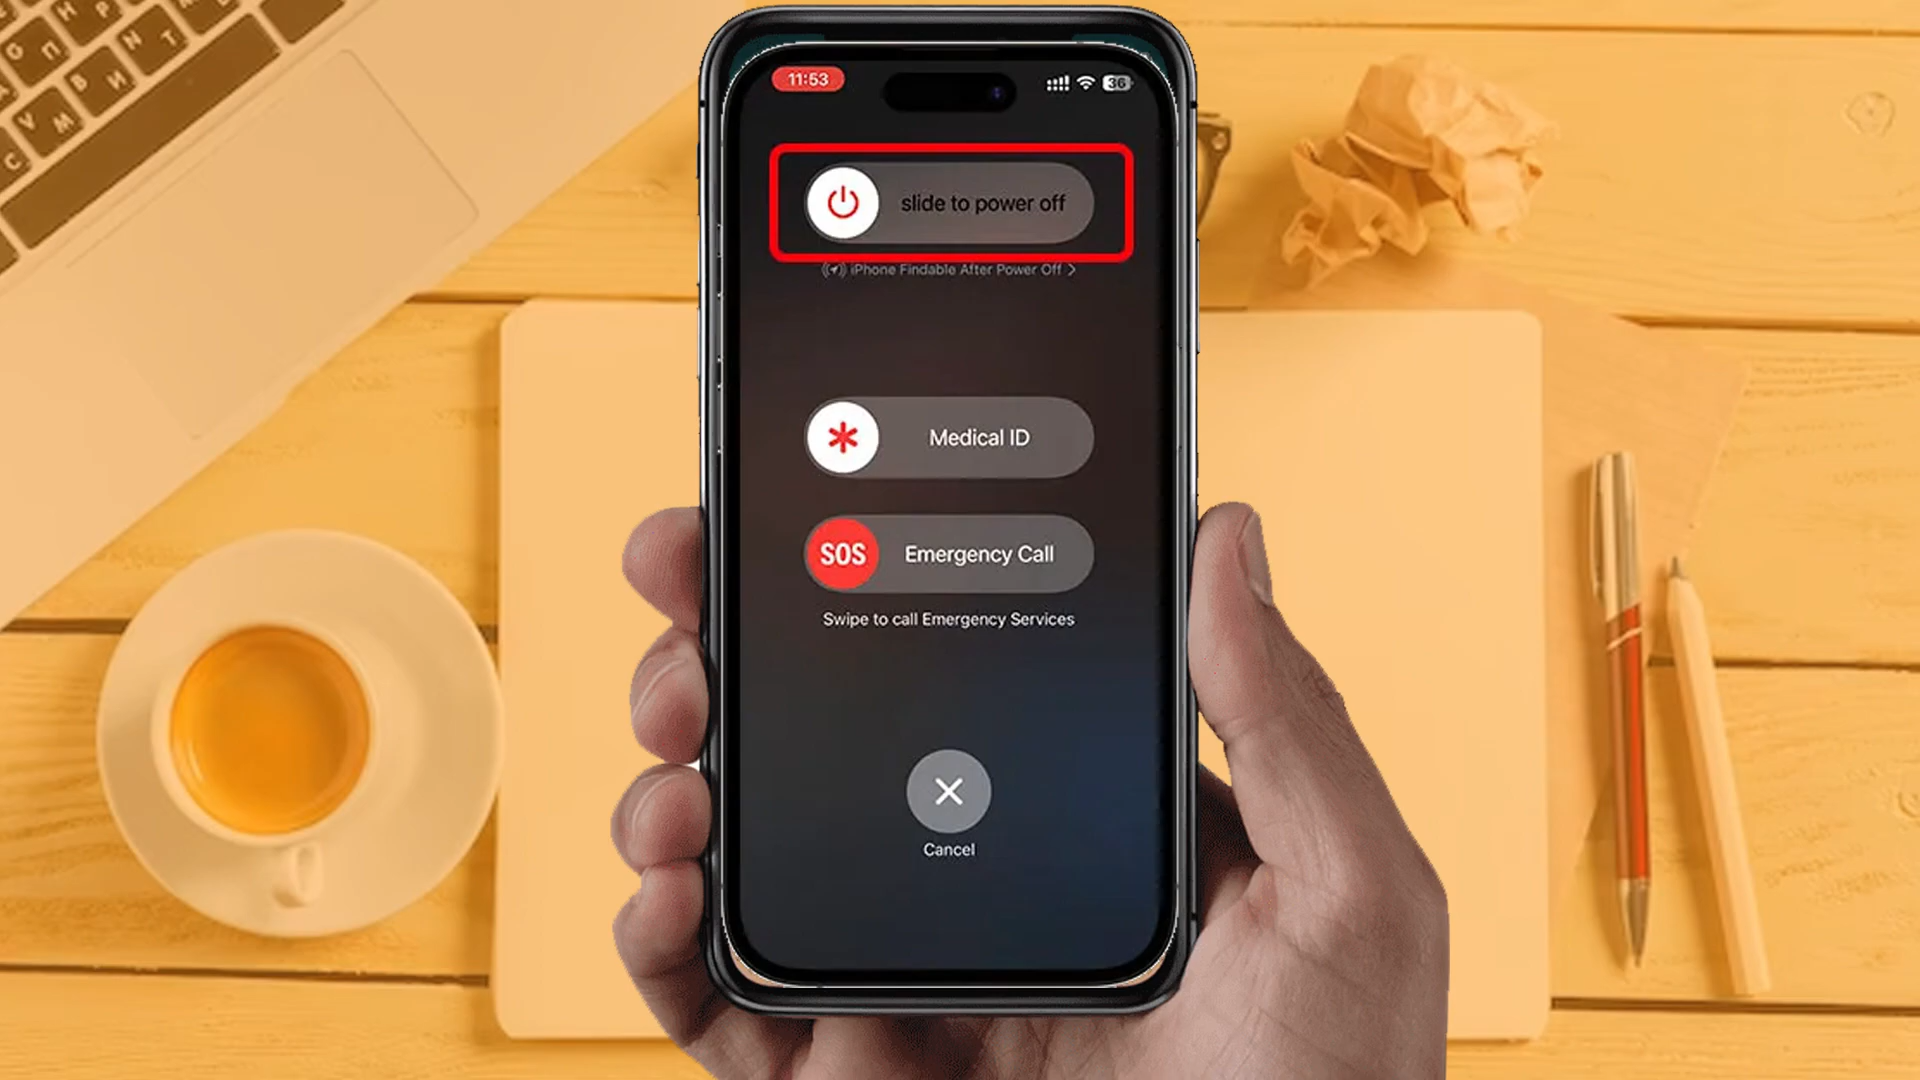 11:53
36
slide to power off
iPhone Findable After Power Off >
Medical ID
SOS
Emergency Call
Swipe to call Emergency Services
Cancel
Н Р
G П N Т
В И
V М
С